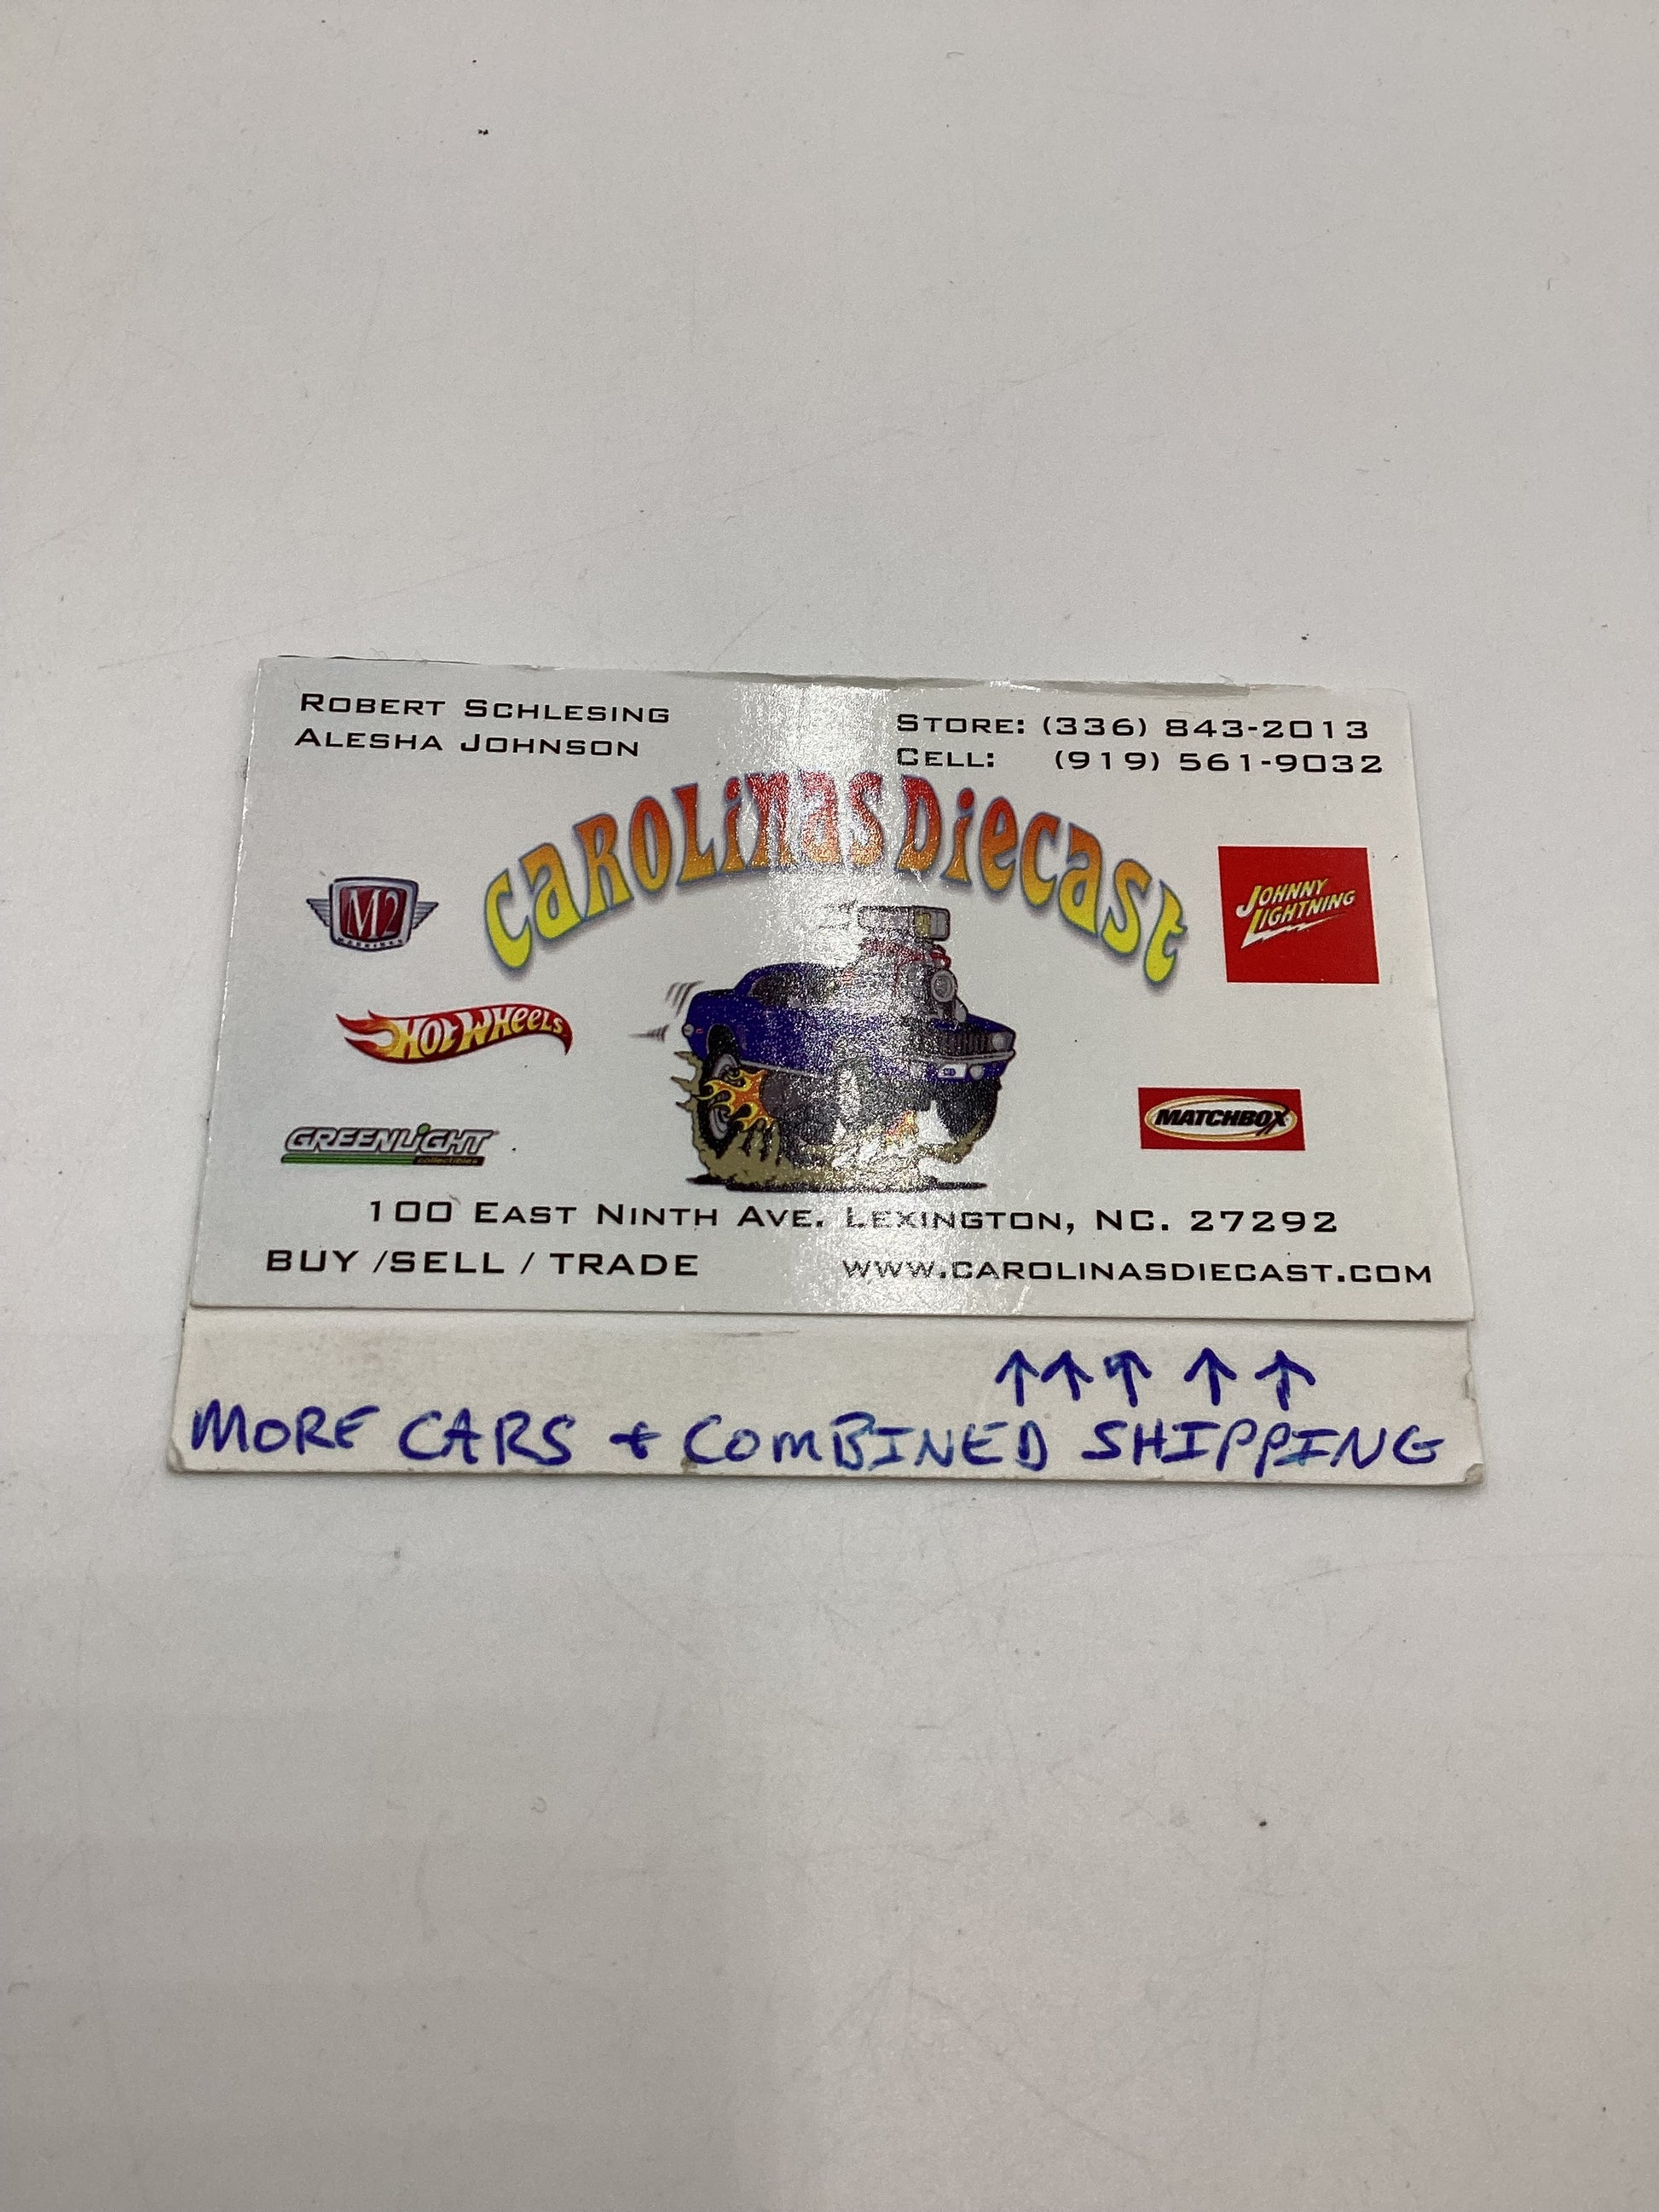 ROBERT SCHLESING
ALESHA JOHNSON
STORE: (336) 843-2013
CELL: (919) 561-9032
CAROLiNas DiecasT
M2
MACHINES
JOHNNY
LIGHTNING
HOT WHEELS
MATCHBOX
GREENLiGHT
collectibles
100 EAST NINTH AVE. LEXINGTON, NC. 27292
BUY /SELL / TRADE
WWW.CAROLINASDIECAST.COM
↑ ↑ ↑ ↑ ↑
MORE CARS + COMBINED SHIPPING